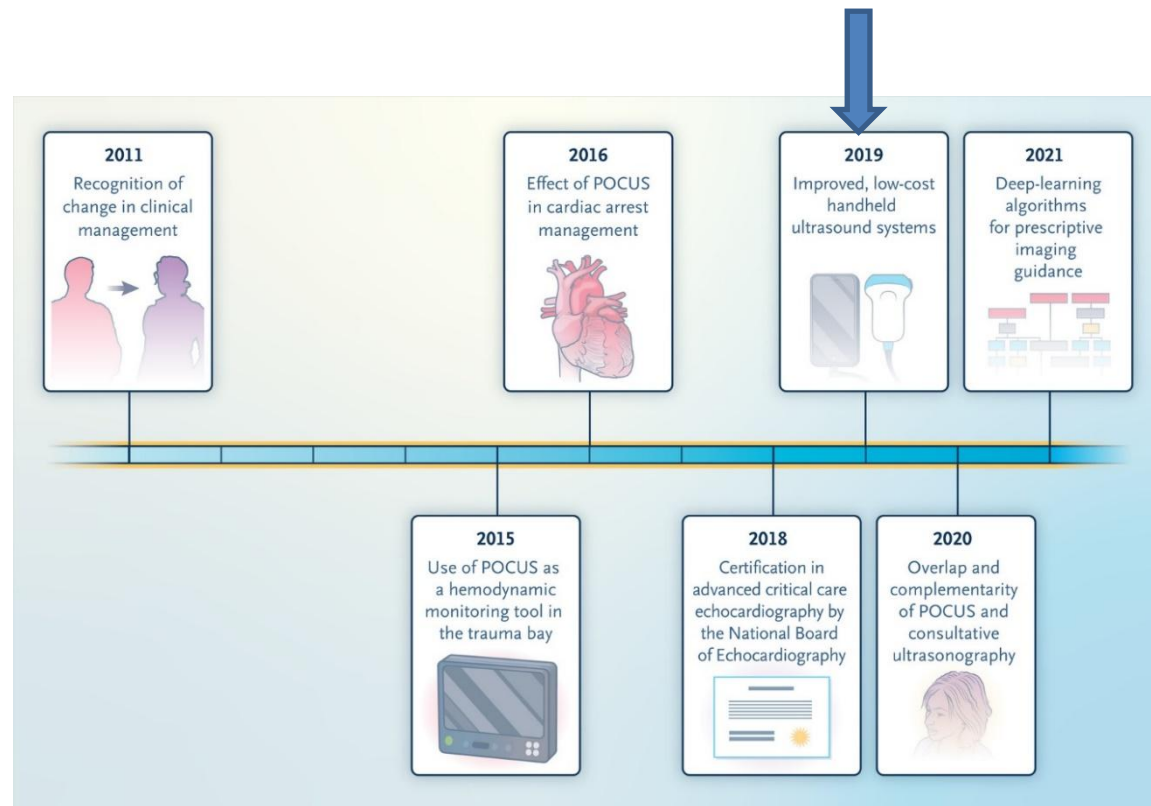 2011
Recognition of
change in clinical
management
2016
Effect of POCUS
in cardiac arrest
management
2019
Improved, low-cost
handheld
ultrasound systems
2021
Deep-learning
algorithms
for prescriptive
imaging
guidance
2015
Use of POCUS as
a hemodynamic
monitoring tool in
the trauma bay
2018
Certification in
advanced critical care
echocardiography by
the National Board
of Echocardiography
2020
Overlap and
complementarity
of POCUS and
consultative
ultrasonography